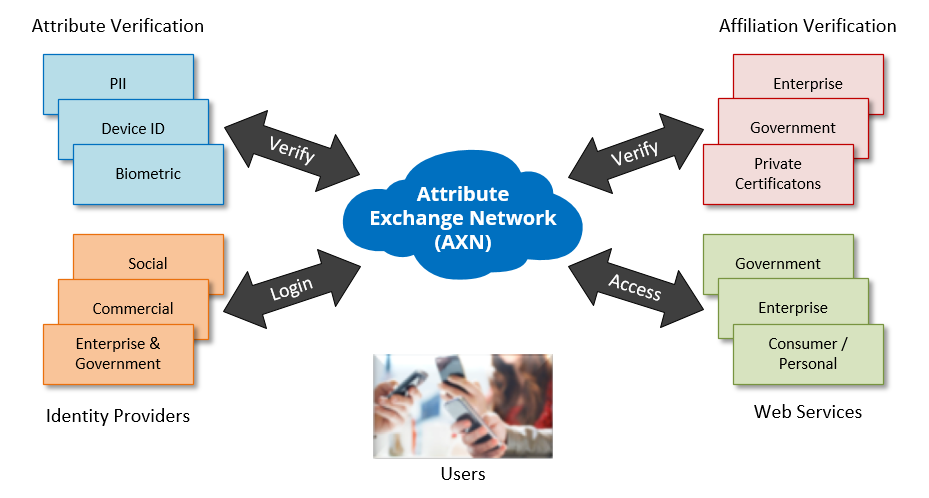 Attribute Verification
PII
Device ID
Biometric
Verify
Affiliation Verification
Enterprise
Government
Private
Certificatons
Verify
Attribute
Exchange Network
(AXN)
Social
Commercial
Enterprise &
Government
Identity Providers
Login
Access
Government
Enterprise
Consumer /
Personal
Web Services
Users